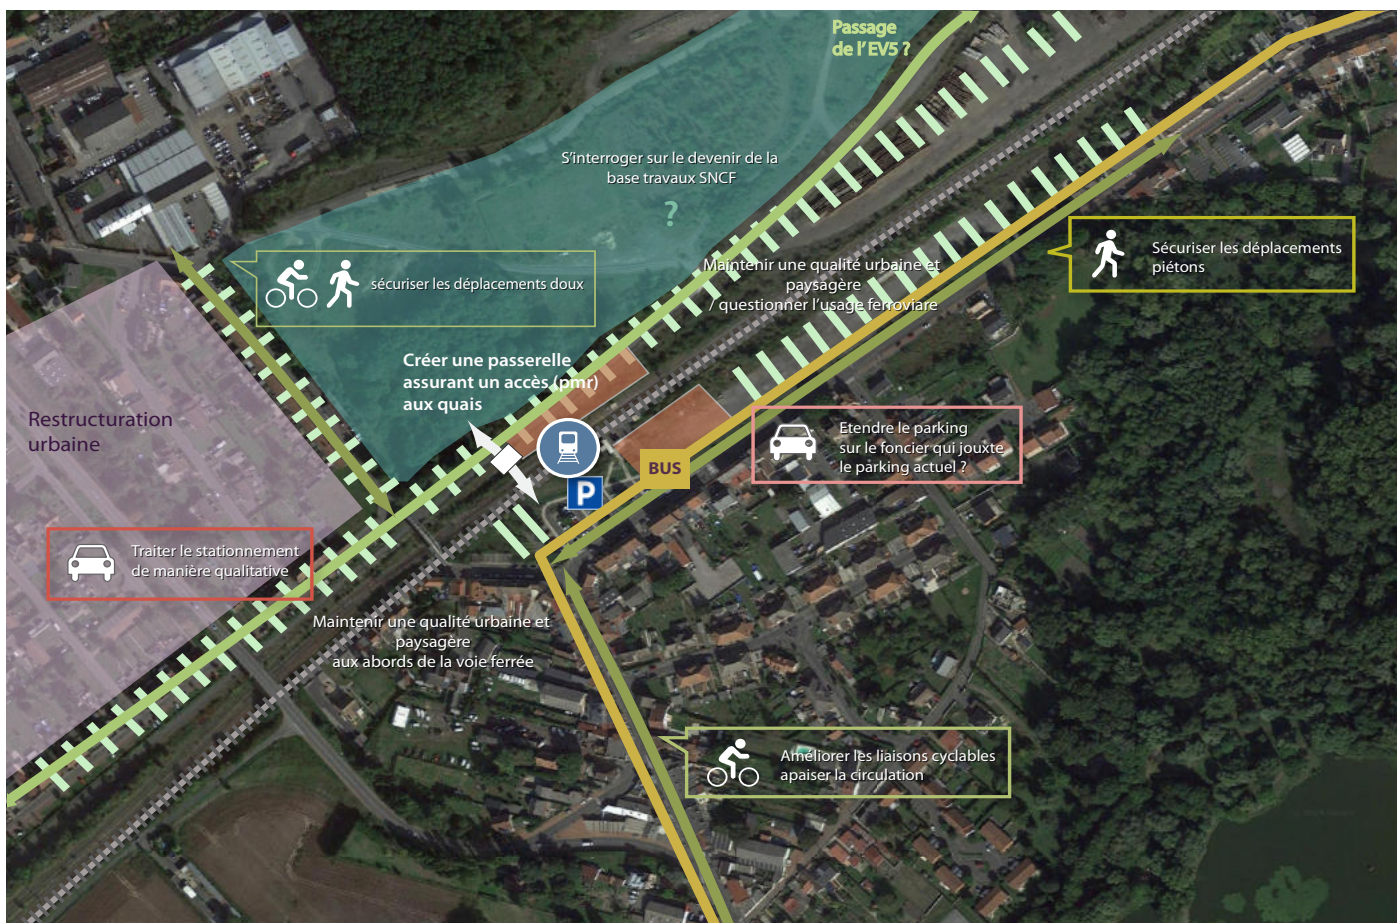 Passage
de l'EV5 ?
S'interroger sur le devenir de la
base travaux SNCF
?
Sécuriser les déplacements
piétons
sécuriser les déplacements doux
Maintenir une qualité urbaine et
paysagère
/ questionner l'usage ferroviare
Créer une passerelle
assurant un accès (pmr)
aux quais
Restructuration
urbaine
Etendre le parking
sur le foncier qui jouxte
le parking actuel ?
BUS
P
Traiter le stationnement
de manière qualitative
Maintenir une qualité urbaine et
paysagère
aux abords de la voie ferrée
Améliorer les liaisons cyclables
apaiser la circulation